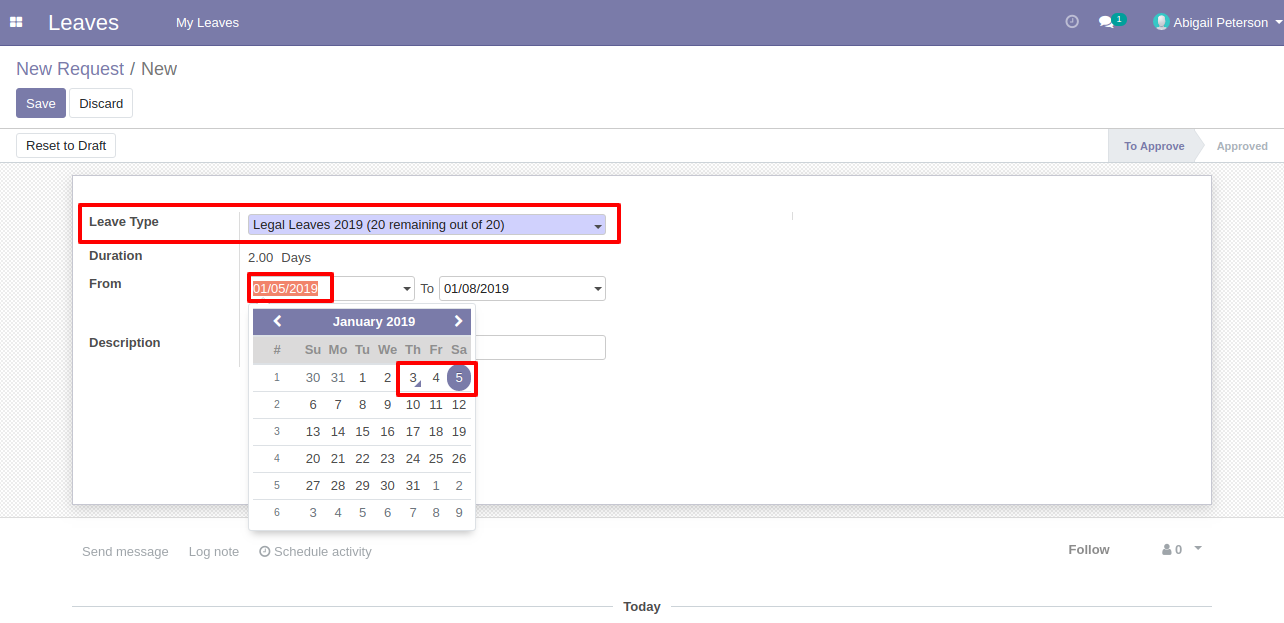 Leaves My Leaves 1 Abigail Peterson
New Request / New
Save Discard
Reset to Draft To Approve Approved
Leave Type Legal Leaves 2019 (20 remaining out of 20)
Duration 2.00 Days
From 01/05/2019 To 01/08/2019
January 2019
Description
# Su Mo Tu We Th Fr Sa
1 30 31 1 2 3 4 5
2 6 7 8 9 10 11 12
3 13 14 15 16 17 18 19
4 20 21 22 23 24 25 26
5 27 28 29 30 31 1 2
6 3 4 5 6 7 8 9
Send message Log note Schedule activity Follow 0
Today